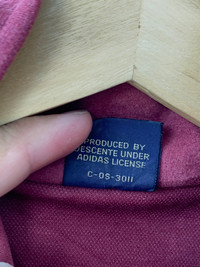 PRODUCED BY
DESCENTE UNDER
ADIDAS LICENSE
C-OS-3011